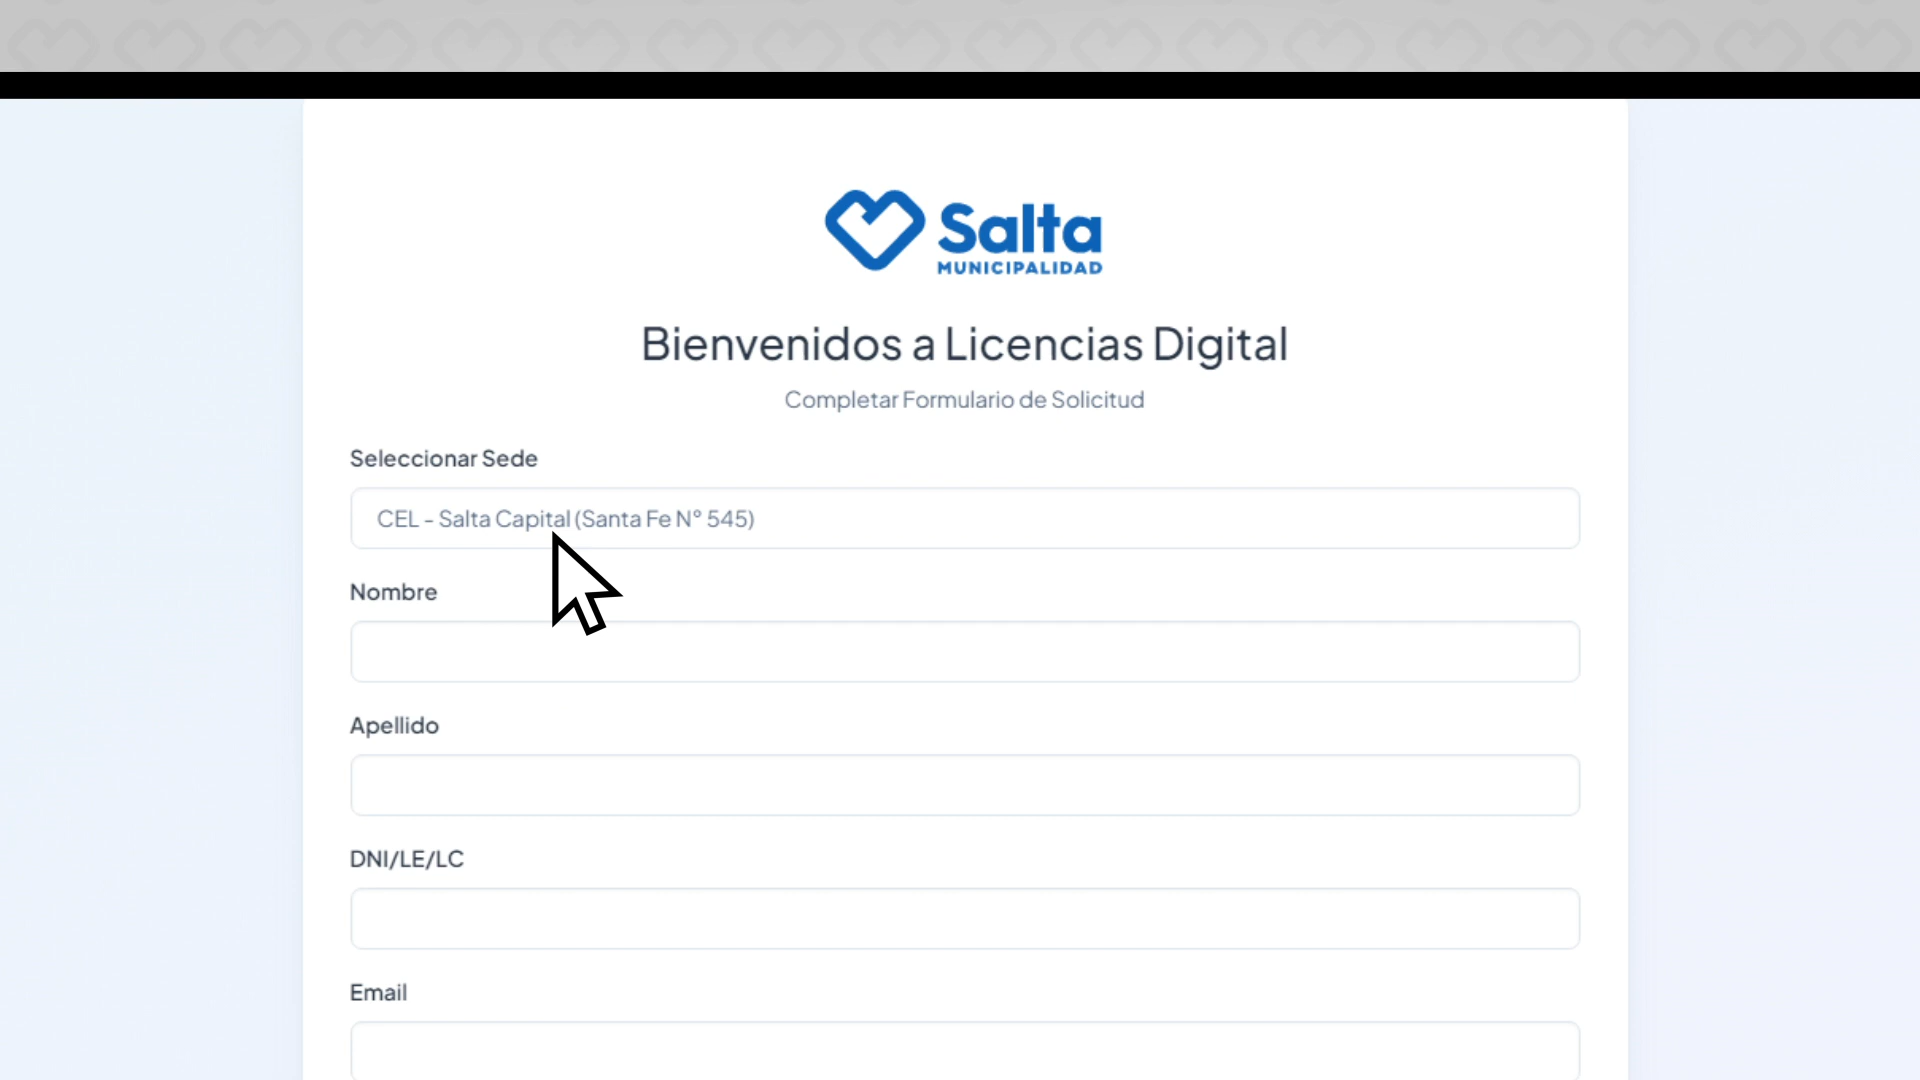 Salta
MUNICIPALIDAD
Bienvenidos a Licencias Digital
Completar Formulario de Solicitud
Seleccionar Sede
CEL - Salta Capital (Santa Fe N° 545)
Nombre
Apellido
DNI/LE/LC
Email